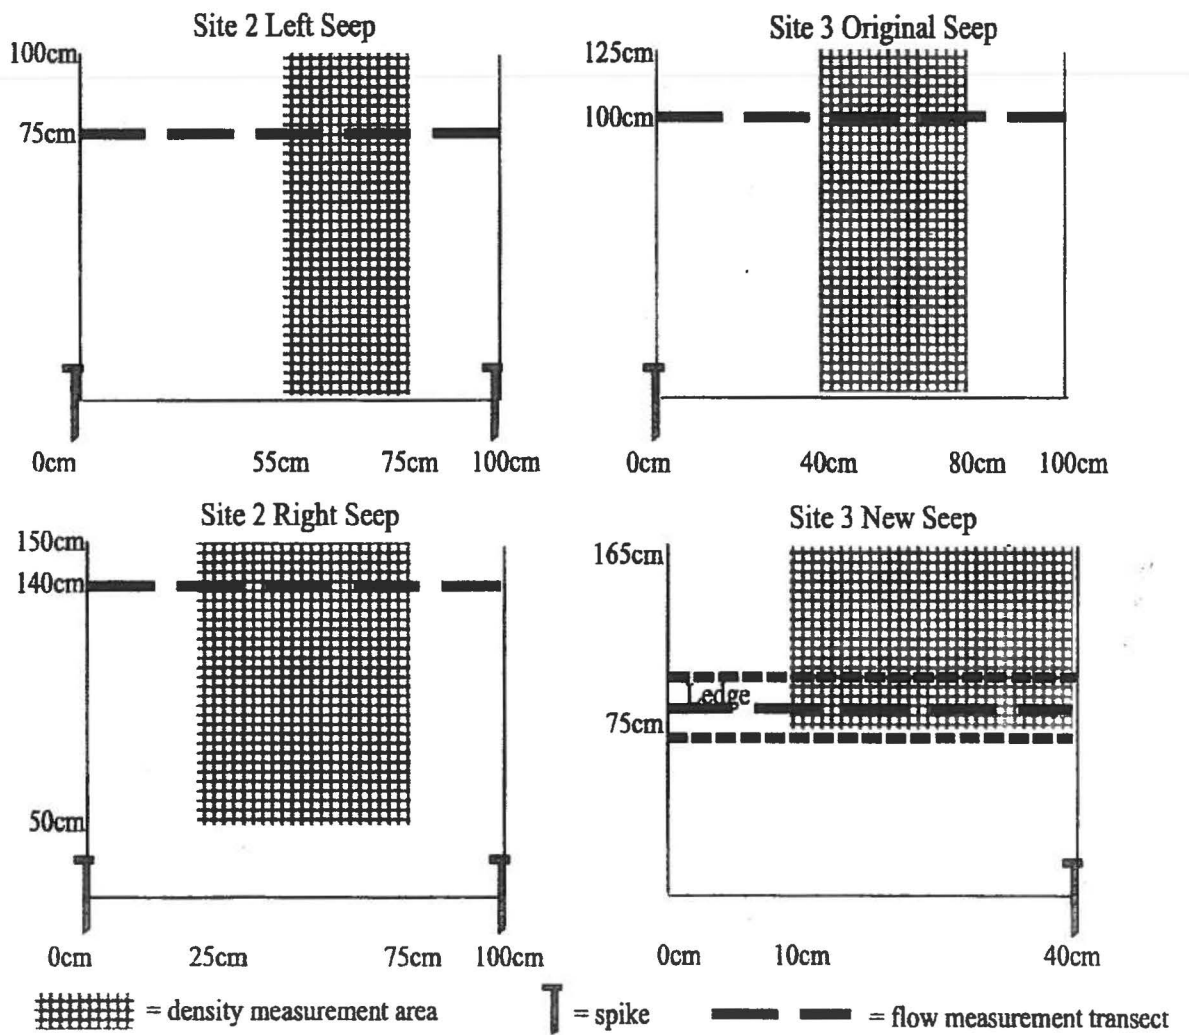 Site 2 Left Seep
100cm
75cm
0cm 55cm 75cm 100cm
Site 3 Original Seep
125cm
100cm
0cm 40cm 80cm 100cm
Site 2 Right Seep
150cm
140cm
50cm
0cm 25cm 75cm 100cm
Site 3 New Seep
165cm
Ledge
75cm
0cm 10cm 40cm
= density measurement area = spike = flow measurement transect